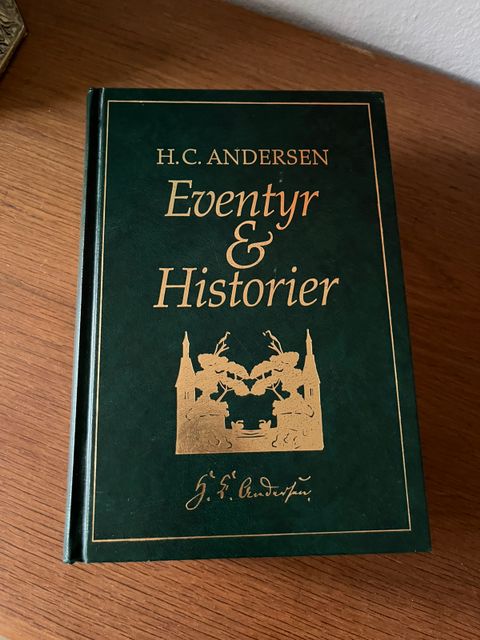 H.C. ANDERSEN
Eventyr
&
Historier
H. C. Andersen.